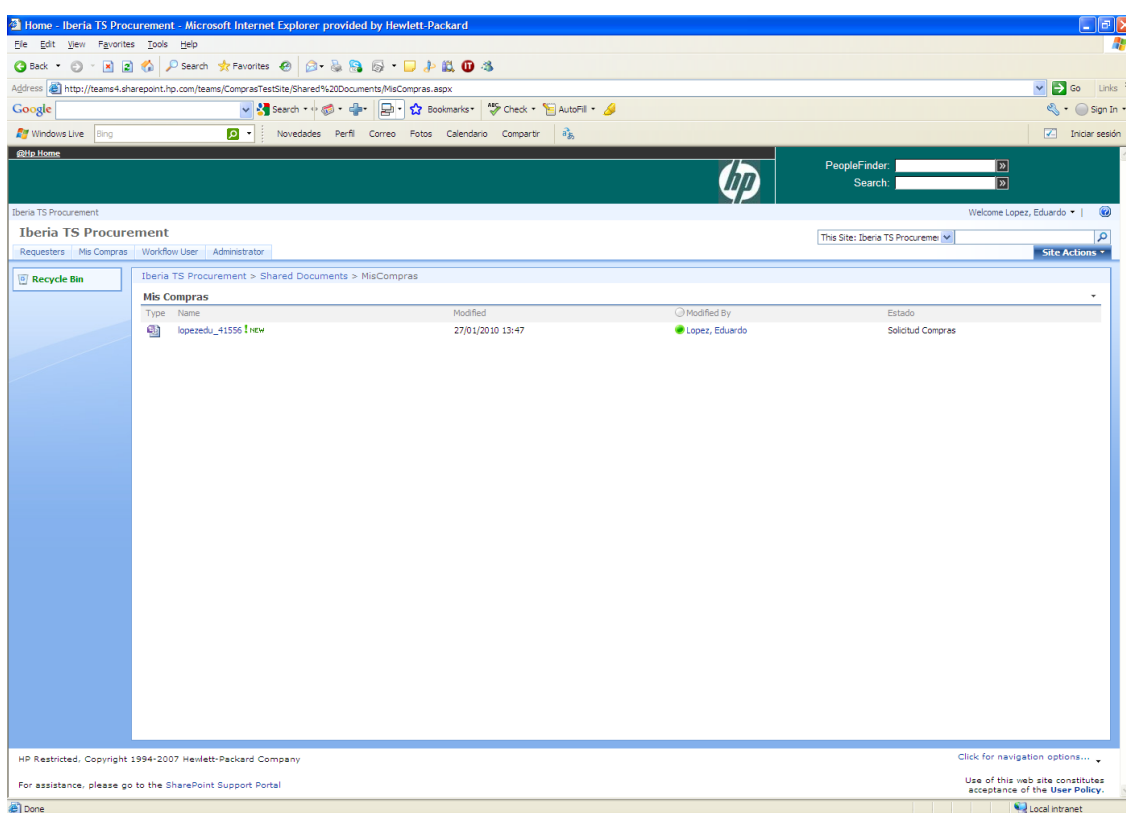 Home - Iberia TS Procurement - Microsoft Internet Explorer provided by Hewlett-Packard
File Edit View Favorites Tools Help
Back Search Favorites
Address http://teams4.sharepoint.hp.com/teams/ComprasTestSite/Shared%20Documents/MisCompras.aspx Go Links
Google Search Bookmarks Check AutoFill Sign In
Windows Live Bing Novedades Perfil Correo Fotos Calendario Compartir Iniciar sesión
@Hp Home
hp
PeopleFinder:
Search:
Iberia TS Procurement Welcome Lopez, Eduardo
Iberia TS Procurement
This Site: Iberia TS Procuremen
Requesters Mis Compras Workflow User Administrator Site Actions
Recycle Bin
Iberia TS Procurement > Shared Documents > MisCompras
Mis Compras
Type Name Modified Modified By Estado
lopezedu_41556 ! NEW 27/01/2010 13:47 Lopez, Eduardo Solicitud Compras
HP Restricted, Copyright 1994-2007 Hewlett-Packard Company Click for navigation options...
For assistance, please go to the SharePoint Support Portal
Use of this web site constitutes
acceptance of the User Policy.
Done Local intranet